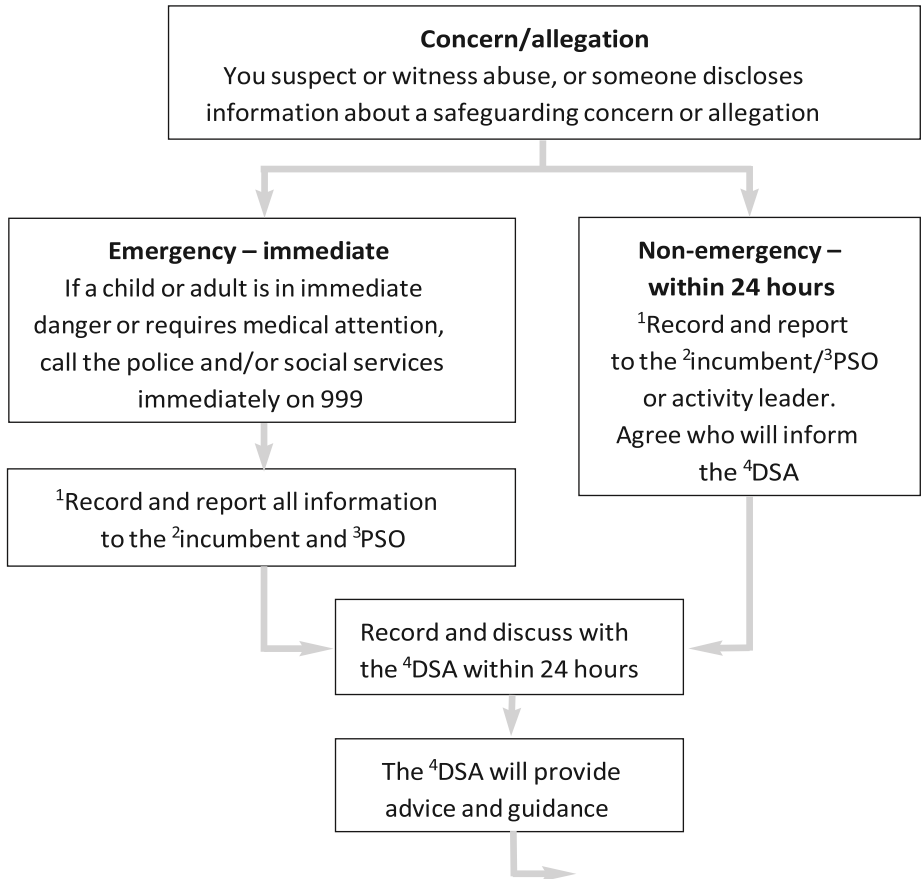 Concern/allegation
You suspect or witness abuse, or someone discloses
information about a safeguarding concern or allegation
Emergency – immediate
If a child or adult is in immediate
danger or requires medical attention,
call the police and/or social services
immediately on 999
Non-emergency –
within 24 hours
¹Record and report
to the ²incumbent/³PSO
or activity leader.
Agree who will inform
the ⁴DSA
¹Record and report all information
to the ²incumbent and ³PSO
Record and discuss with
the ⁴DSA within 24 hours
The ⁴DSA will provide
advice and guidance